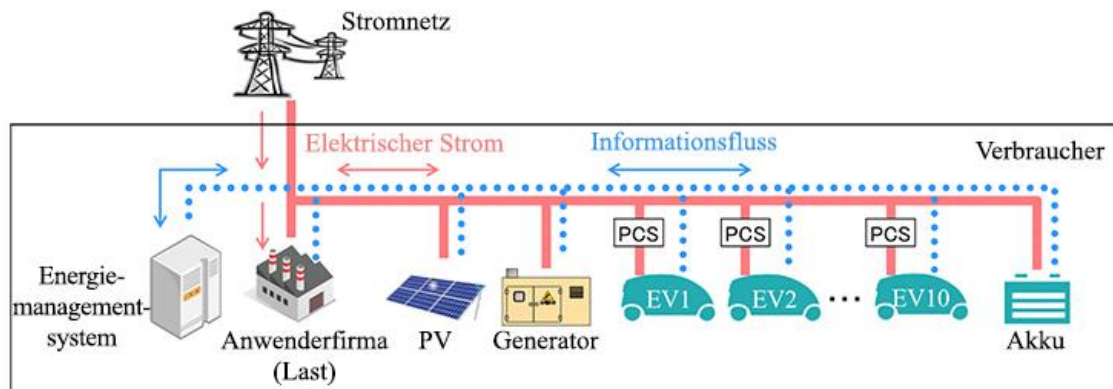 Stromnetz
Elektrischer Strom
Informationsfluss
Verbraucher
PCS
PCS
PCS
Energie-
management-
system
Anwenderfirma
(Last)
PV
Generator
EV1
EV2
...
EV10
Akku